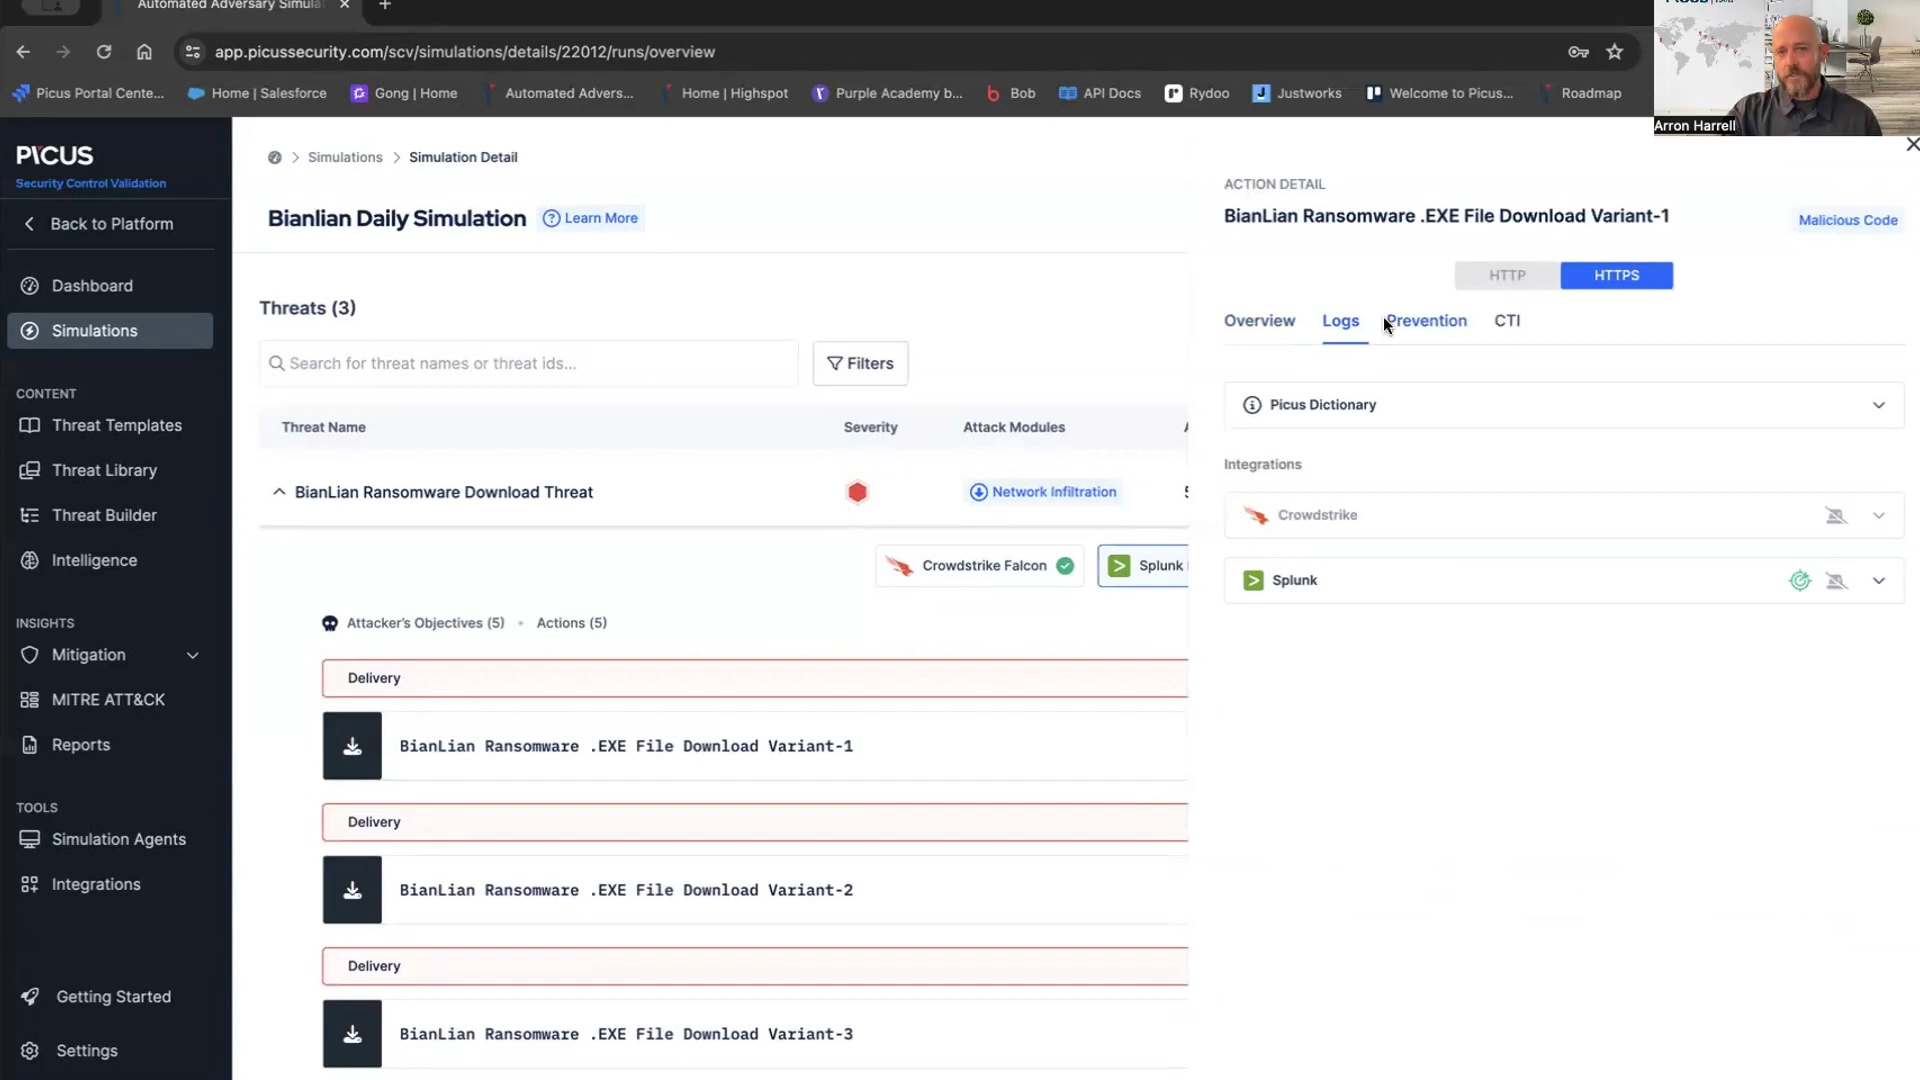 Automated Adversary Simula
app.picussecurity.com/scv/simulations/details/22012/runs/overview
Picus Portal Cente...
Home | Salesforce
Gong | Home
Automated Advers...
Home | Highspot
Purple Academy b...
Bob
API Docs
Rydoo
Justworks
Welcome to Picus...
Roadmap
Arron Harrell
PICUS
Security Control Validation
Back to Platform
Dashboard
Simulations
CONTENT
Threat Templates
Threat Library
Threat Builder
Intelligence
INSIGHTS
Mitigation
MITRE ATT&CK
Reports
TOOLS
Simulation Agents
Integrations
Getting Started
Settings
Simulations
Simulation Detail
Bianlian Daily Simulation
Learn More
Threats (3)
Search for threat names or threat ids...
Filters
Threat Name
Severity
Attack Modules
BianLian Ransomware Download Threat
Network Infiltration
Crowdstrike Falcon
Splunk
Attacker's Objectives (5) • Actions (5)
Delivery
BianLian Ransomware .EXE File Download Variant-1
Delivery
BianLian Ransomware .EXE File Download Variant-2
Delivery
BianLian Ransomware .EXE File Download Variant-3
ACTION DETAIL
BianLian Ransomware .EXE File Download Variant-1
Malicious Code
HTTP
HTTPS
Overview
Logs
Prevention
CTI
Picus Dictionary
Integrations
Crowdstrike
Splunk